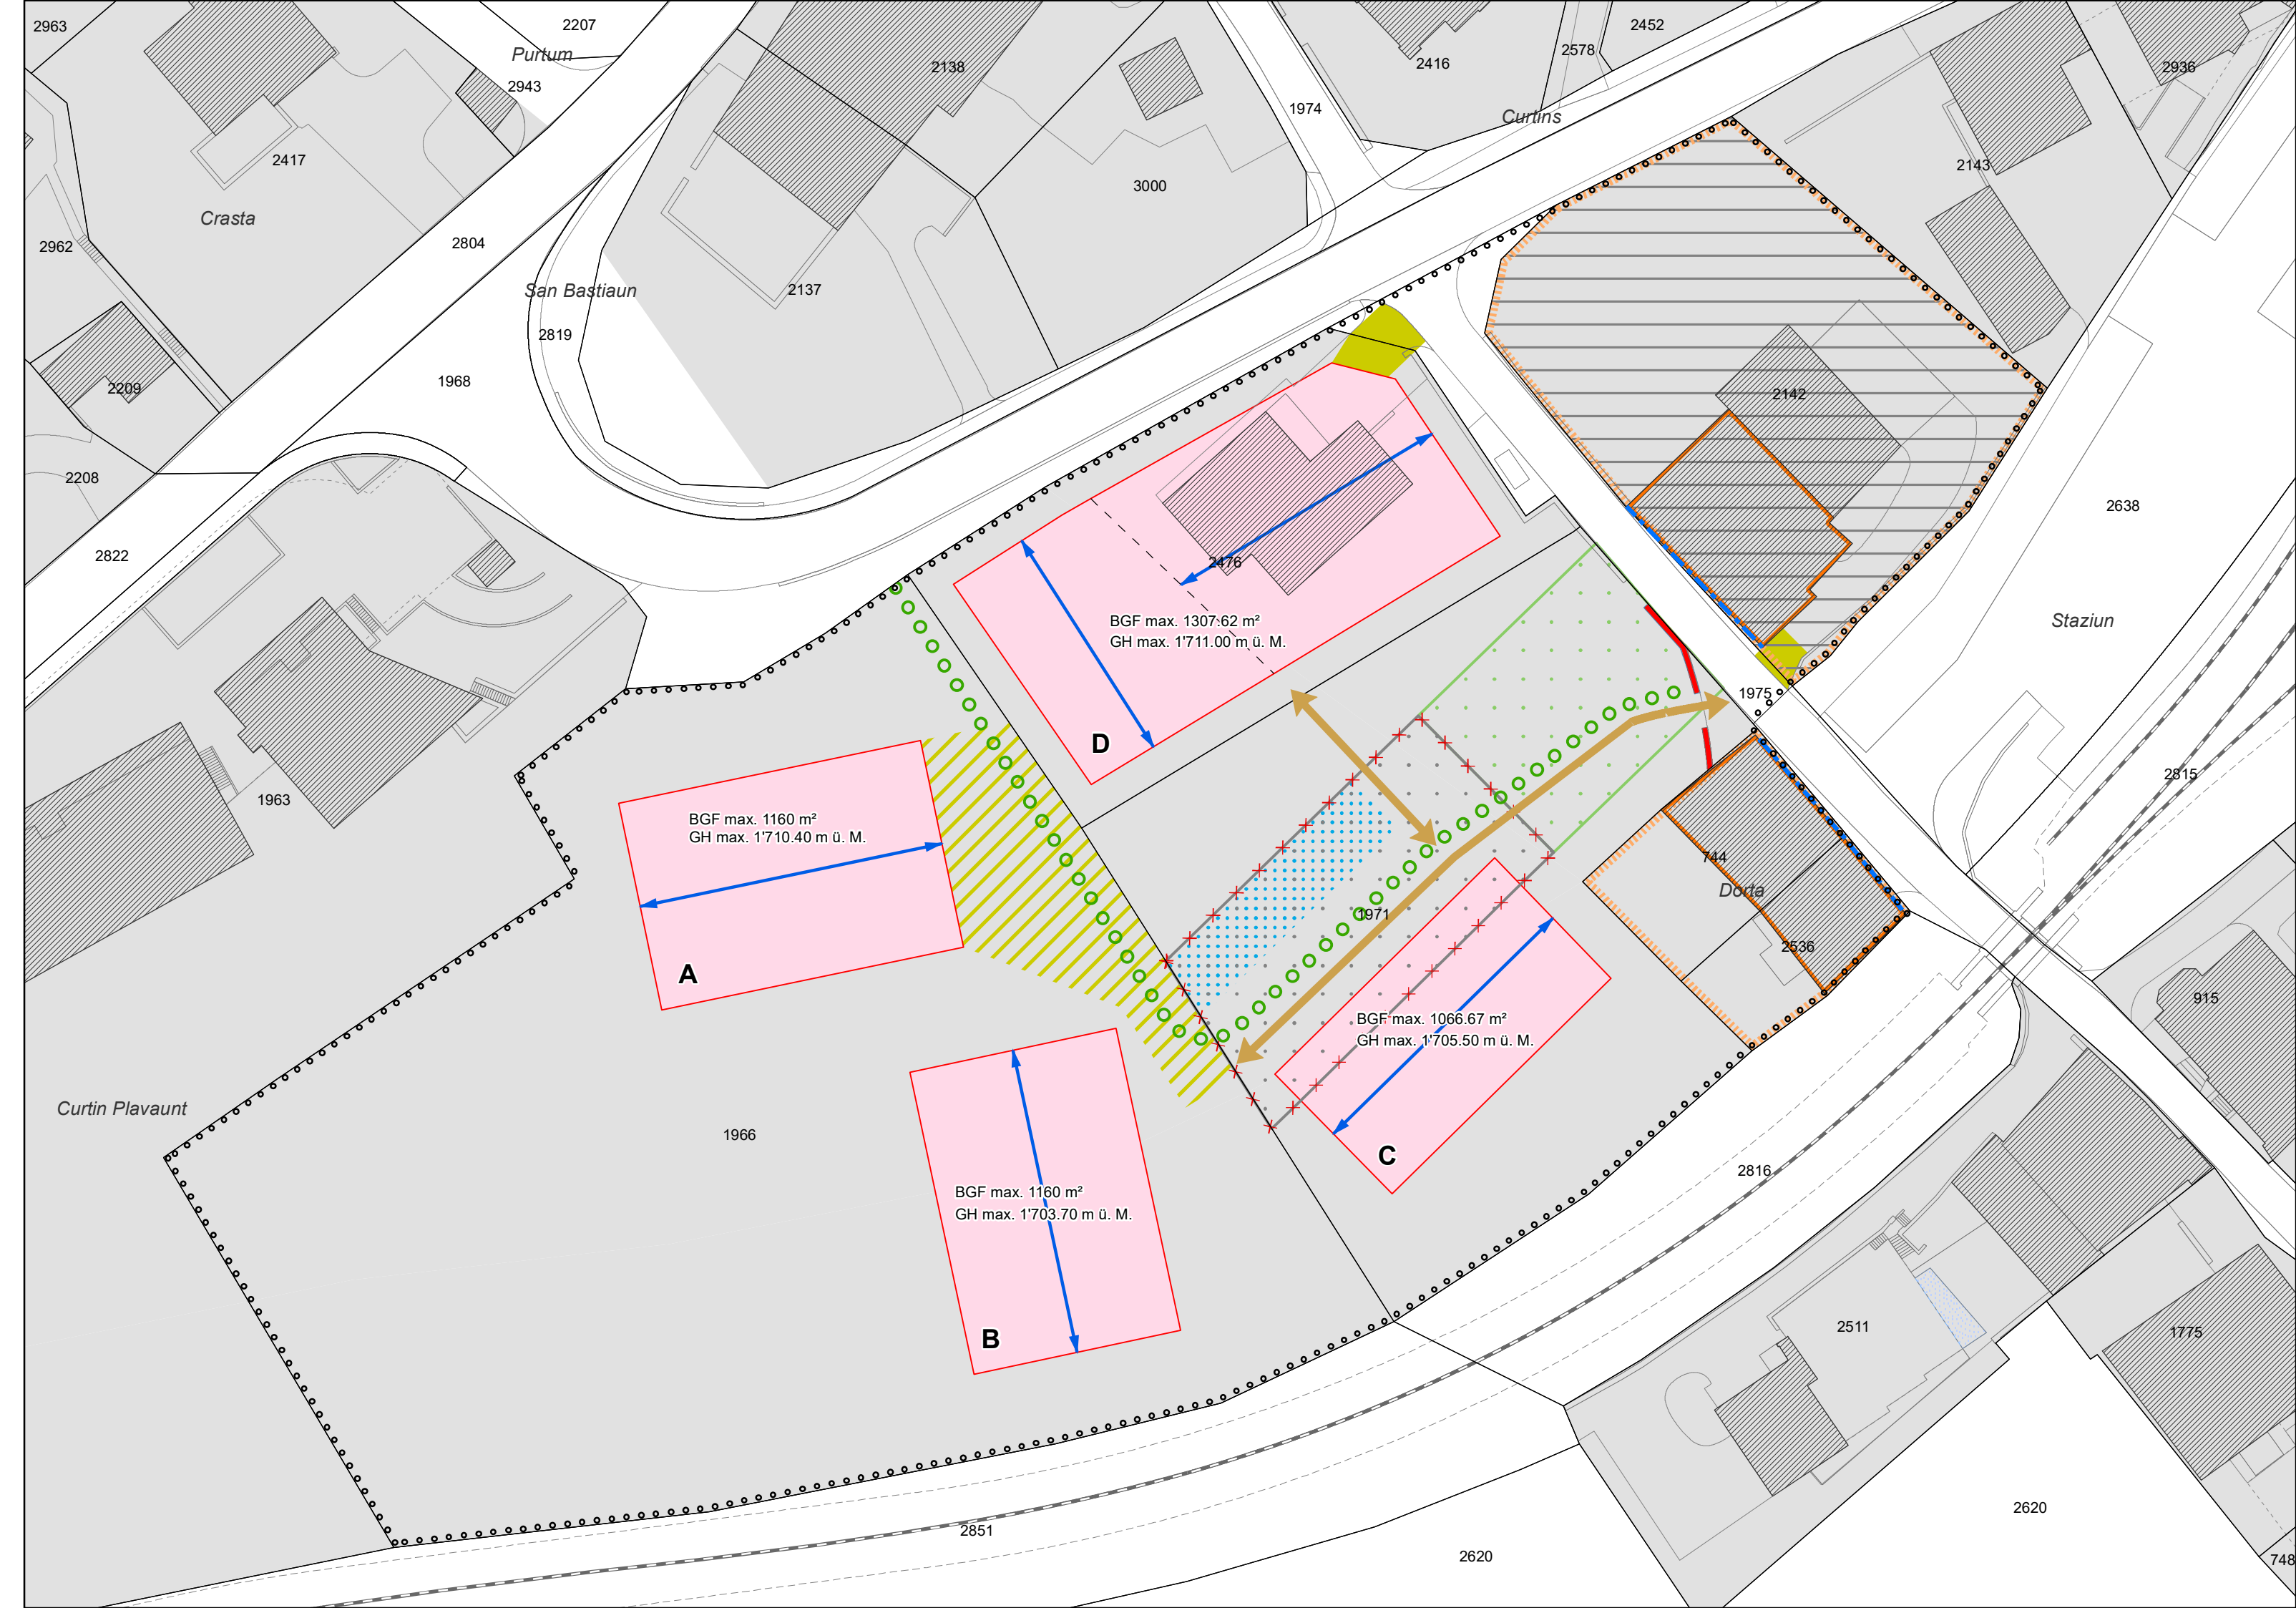 2963
2207
Purtum
2943
2138
2416
2578
2452
2936
Curtins
1974
2417
2143
3000
Crasta
2962
2804
San Bastiaun
2137
2819
1968
2209
2142
2208
2822
2638
2476
BGF max. 1307.62 m²
GH max. 1'711.00 m ü. M.
Staziun
D
1975
2815
1963
BGF max. 1160 m²
GH max. 1'710.40 m ü. M.
744
Dorta
1971
2536
A
915
BGF max. 1066.67 m²
GH max. 1'705.50 m ü. M.
Curtin Plavaunt
1966
C
2816
BGF max. 1160 m²
GH max. 1'703.70 m ü. M.
B
2511
1775
2851
2620
2620
748